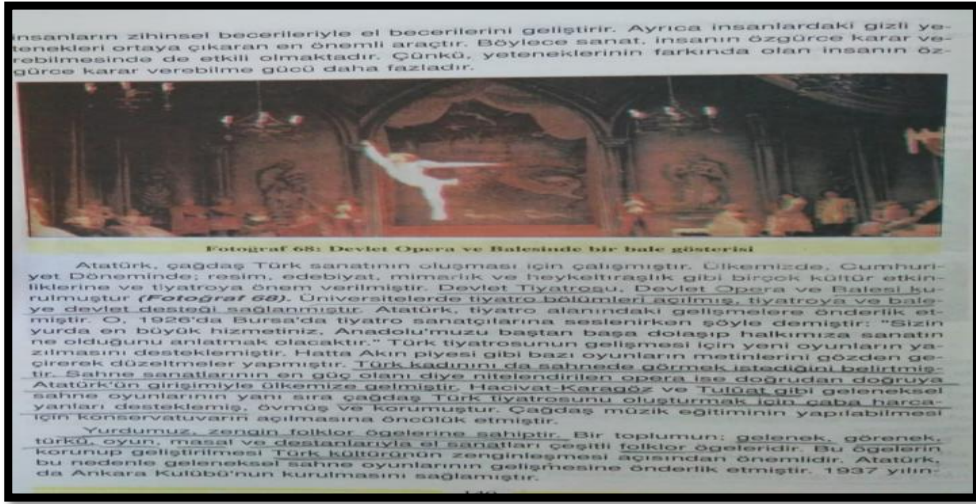 insanların zihinsel becerileriyle el becerilerini geliştirir. Ayrıca insanlardaki gizli ye-
tenekleri ortaya çıkaran en önemli araçtır. Böylece sanat, insanın özgürce karar ve-
rebilmesinde de etkili olmaktadır. Çünkü, yeteneklerinin farkında olan insanın öz-
gürce karar verebilme gücü daha fazladır.
Fotoğraf 68: Devlet Opera ve Balesinde bir bale gösterisi
Atatürk, çağdaş Türk sanatının oluşması için çalışmıştır. Ülkemizde, Cumhuri-
yet Döneminde; resim, edebiyat, mimarlık ve heykeltıraşlık gibi birçok kültür etkin-
liklerine ve tiyatroya önem verilmiştir. Devlet Tiyatrosu, Devlet Opera ve Balesi ku-
rulmuştur (Fotoğraf 68). Üniversitelerde tiyatro bölümleri açılmış, tiyatroya ve bale-
ye devlet desteği sağlanmıştır. Atatürk, tiyatro alanındaki gelişmelere önderlik et-
miştir. O, 1926'da Bursa'da tiyatro sanatçılarına seslenirken şöyle demiştir: "Sizin
yurda en büyük hizmetiniz, Anadolu'muzu baştan başa dolaşıp halkımıza sanatın
ne olduğunu anlatmak olacaktır." Türk tiyatrosunun gelişmesi için yeni oyunların ya-
zılmasını desteklemiştir. Hatta Akın piyesi gibi bazı oyunların metinlerini gözden ge-
çirerek düzeltmeler yapmıştır. Türk kadınını da sahnede görmek istediğini belirtmiş-
tir. Sahne sanatlarının en güç olanı diye nitelendirilen opera ise doğrudan doğruya
Atatürk'ün girişimiyle ülkemize gelmiştir. Hacivat Karagöz ve Tulûat gibi geleneksel
sahne oyunlarının yanı sıra çağdaş Türk tiyatrosunu oluşturmak için çaba harca-
yanları desteklemiş, övmüş ve korumuştur. Çağdaş müzik eğitiminin yapılabilmesi
için konservatuvarın açılmasına öncülük etmiştir.
Yurdumuz, zengin folklor ögelerine sahiptir. Bir toplumun; gelenek, görenek,
türkü, oyun, masal ve destanlarıyla el sanatları çeşitli folklor ögeleridir. Bu ögelerin
korunup geliştirilmesi Türk kültürünün zenginleşmesi açısından önemlidir. Atatürk,
bu nedenle geleneksel sahne oyunlarının gelişmesine önderlik etmiştir. 1937 yılın-
da Ankara Kulübü'nun kurulmasını sağlamıştır.